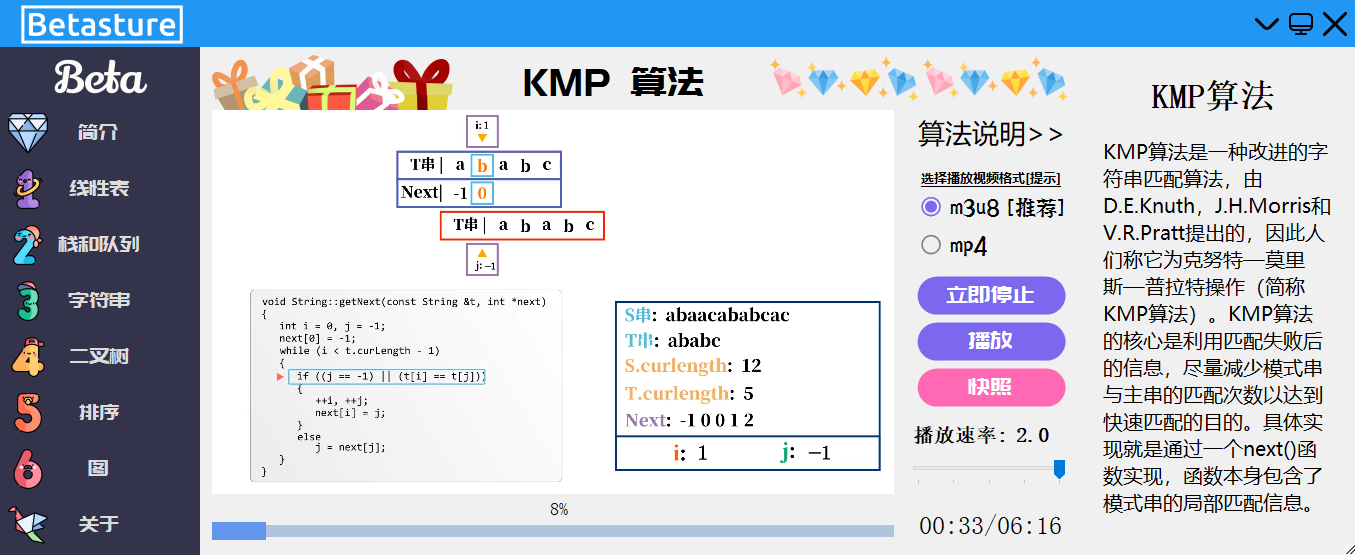 Betasture
Beta
简介
线性表
栈和队列
字符串
二叉树
排序
图
关于
KMP 算法
i: 1
T串| a b a b c
Next| -1 0
T串| a b a b c
j: -1
void String::getNext(const String &t, int *next)
{
int i = 0, j = -1;
next[0] = -1;
while (i < t.curLength - 1)
{
if ((j == -1) || (t[i] == t[j]))
{
++i, ++j;
next[i] = j;
}
else
j = next[j];
}
}
S串: abaacababcac
T串: ababc
S.curlength: 12
T.curlength: 5
Next: -1 0 0 1 2
i: 1 j: -1
8%
算法说明>>
选择播放视频格式[提示]
m3u8 [推荐]
mp4
立即停止
播放
快照
播放速率: 2.0
00:33/06:16
KMP算法
KMP算法是一种改进的字
符串匹配算法，由
D.E.Knuth，J.H.Morris和
V.R.Pratt提出的，因此人
们称它为克努特—莫里
斯—普拉特操作（简称
KMP算法）。KMP算法
的核心是利用匹配失败后
的信息，尽量减少模式串
与主串的匹配次数以达到
快速匹配的目的。具体实
现就是通过一个next()函
数实现，函数本身包含了
模式串的局部匹配信息。